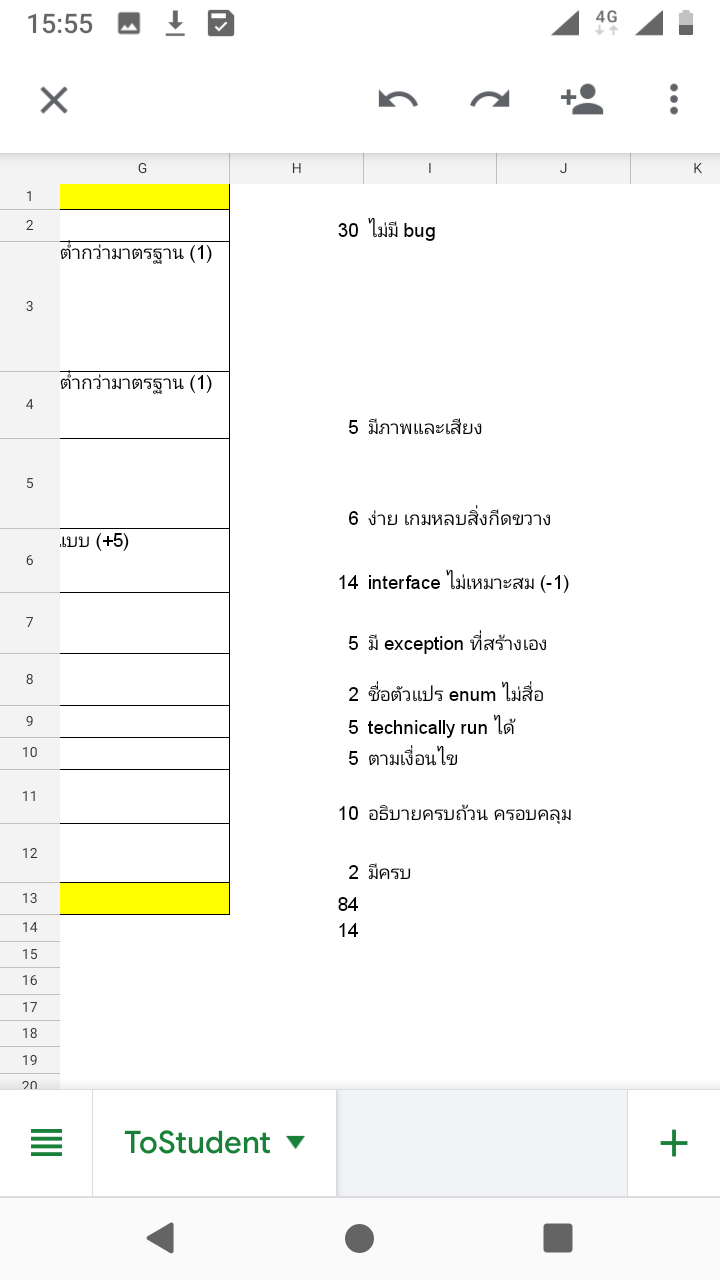 15:55
4G
G H I J K
1
2 30 ไม่มี bug
3 ต่ำกว่ามาตรฐาน (1)
4 ต่ำกว่ามาตรฐาน (1) 5 มีภาพและเสียง
5 6 ง่าย เกมหลบสิ่งกีดขวาง
6 แบบ (+5) 14 interface ไม่เหมาะสม (-1)
7 5 มี exception ที่สร้างเอง
8 2 ชื่อตัวแปร enum ไม่สื่อ
9 5 technically run ได้
10 5 ตามเงื่อนไข
11 10 อธิบายครบถ้วน ครอบคลุม
12 2 มีครบ
13 84
14 14
15
16
17
18
19
20
ToStudent